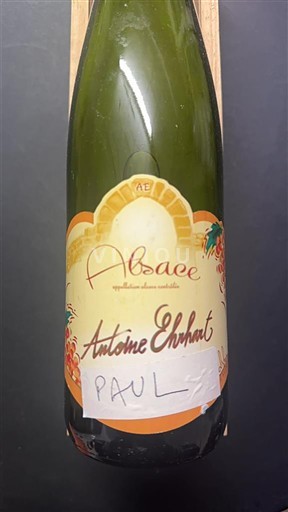 AE
Alsace
appellation alsace contrôlée
Antoine Ehrhart
PAUL